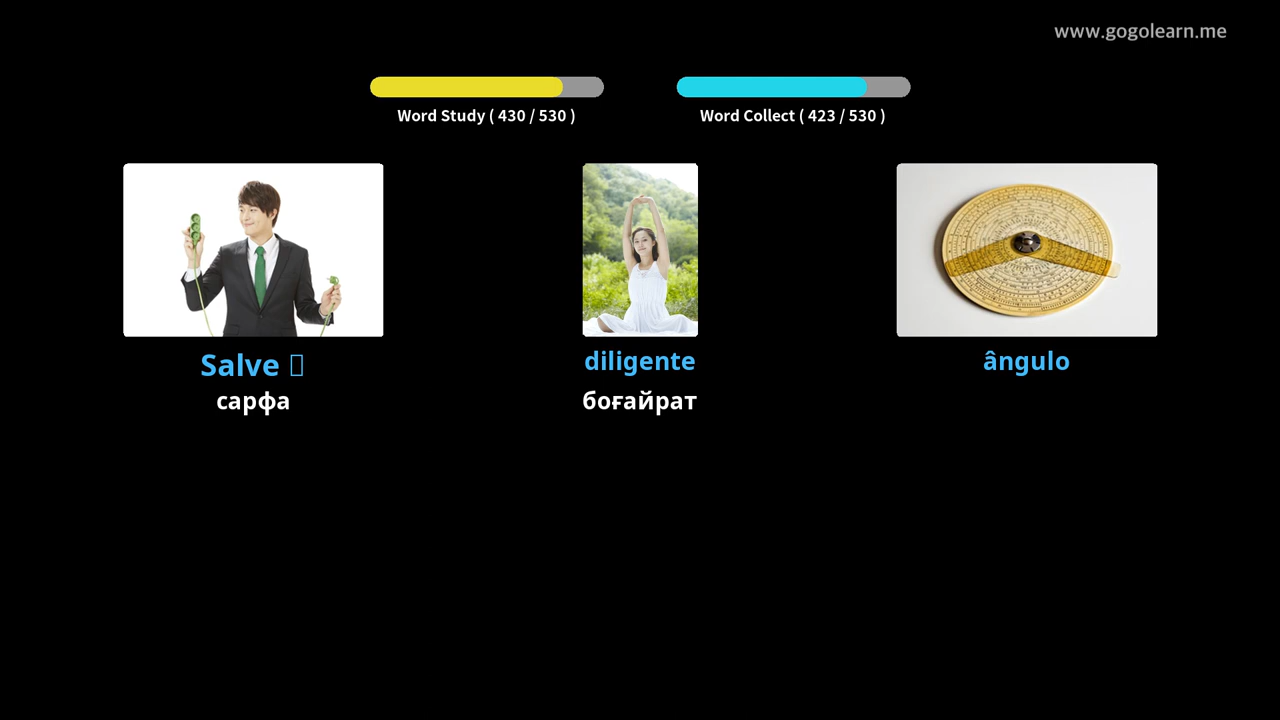 www.gogolearn.me
Word Study ( 430 / 530 )
Word Collect ( 423 / 530 )
Salve
сарфа
diligente
боғайрат
ângulo